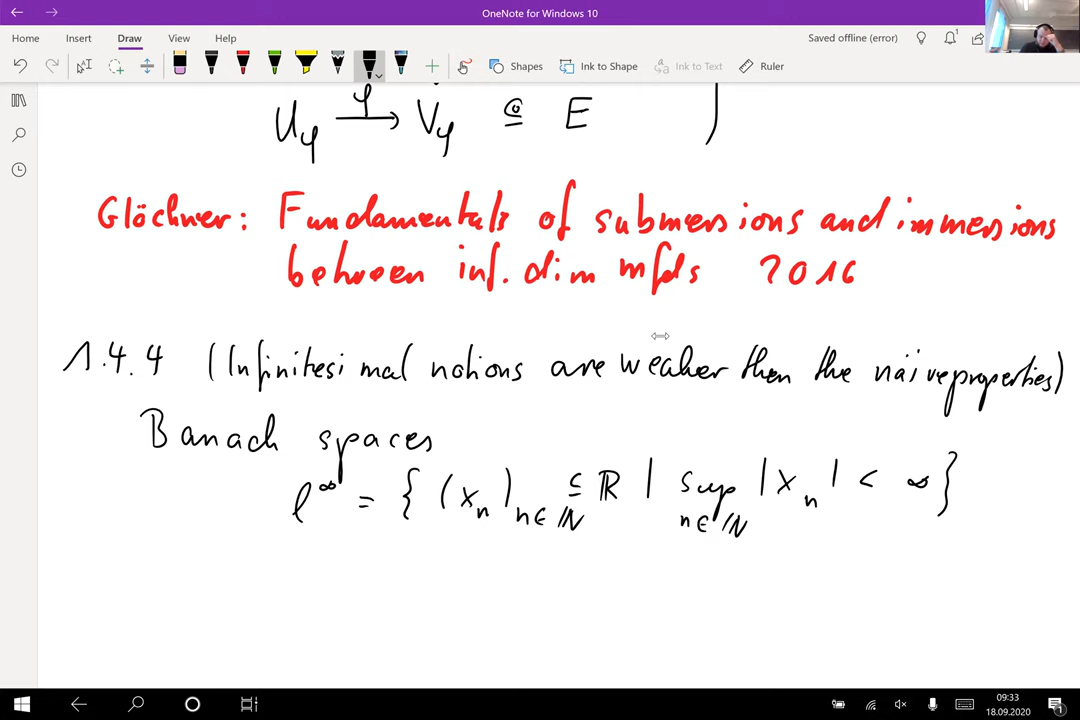 OneNote for Windows 10
Home Insert Draw View Help
Saved offline (error)
Shapes Ink to Shape Ink to Text Ruler
U_φ →^φ V_φ ⊆ E )
Glöckner: Fundamentals of submersions and immersions
between inf. dim mfds 2016
1.4.4 (Infinitesimal notions are weaker then the naïve properties)
Banach spaces
ℓ^∞ = { (x_n)_{n∈ℕ} ⊆ ℝ | sup_{n∈ℕ} |x_n| < ∞ }
09:33
18.09.2020